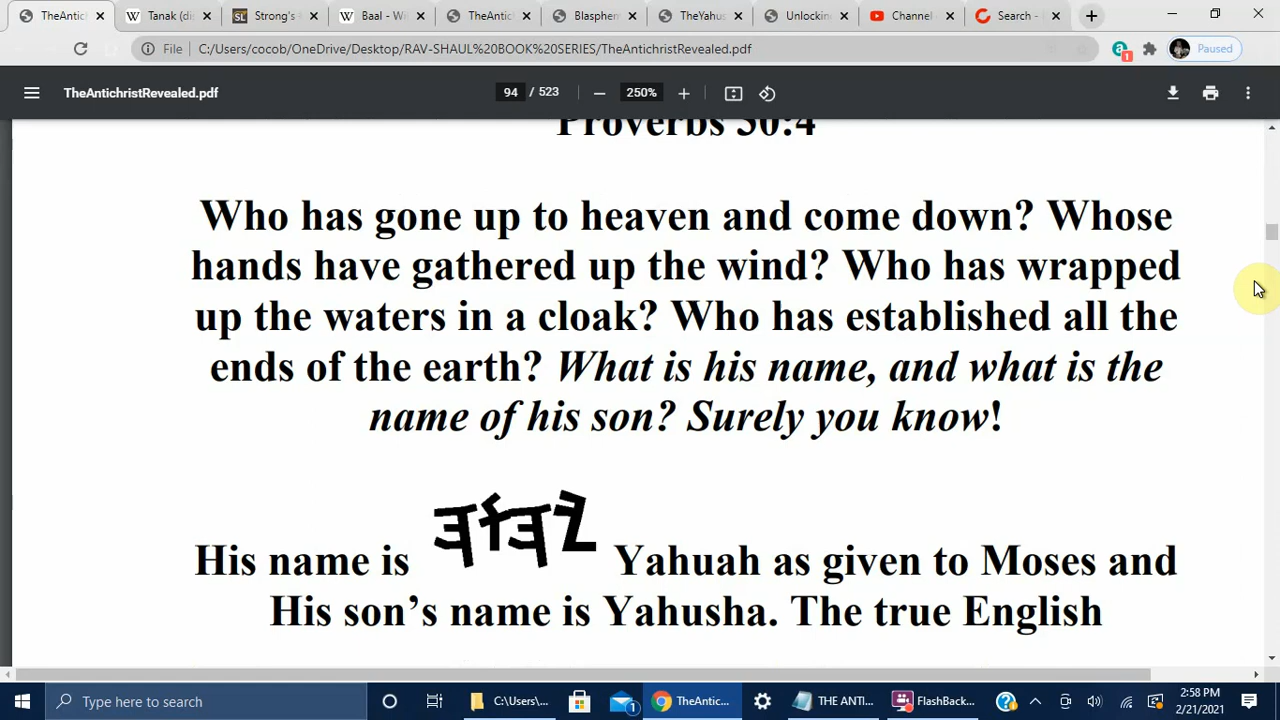 TheAntich
Tanak (dis
Strong's
Baal - Wi
TheAntic
Blasphem
TheYahus
Unlockin
Channel
Search -
File
C:/Users/cocob/OneDrive/Desktop/RAV-SHAUL%20BOOK%20SERIES/TheAntichristRevealed.pdf
Paused
TheAntichristRevealed.pdf
94 / 523
250%
Proverbs 30:4
Who has gone up to heaven and come down? Whose
hands have gathered up the wind? Who has wrapped
up the waters in a cloak? Who has established all the
ends of the earth? What is his name, and what is the
name of his son? Surely you know!
His name is 𐤉𐤄𐤅𐤄 Yahuah as given to Moses and
His son’s name is Yahusha. The true English
Type here to search
C:\Users\...
TheAntic...
THE ANTI...
FlashBack...
2:58 PM
2/21/2021